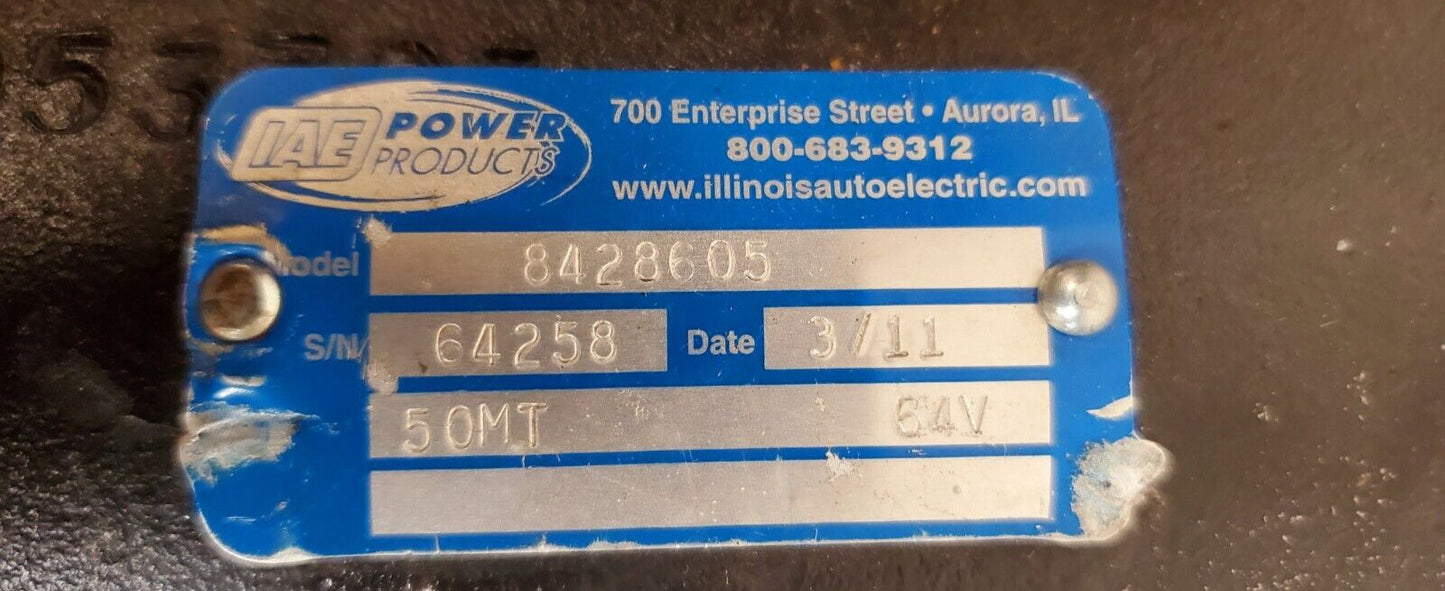 IAE POWER PRODUCTS
700 Enterprise Street • Aurora, IL
800-683-9312
www.illinoisautoelectric.com
Model 8428605
S/N 64258 Date 3/11
50MT 64V